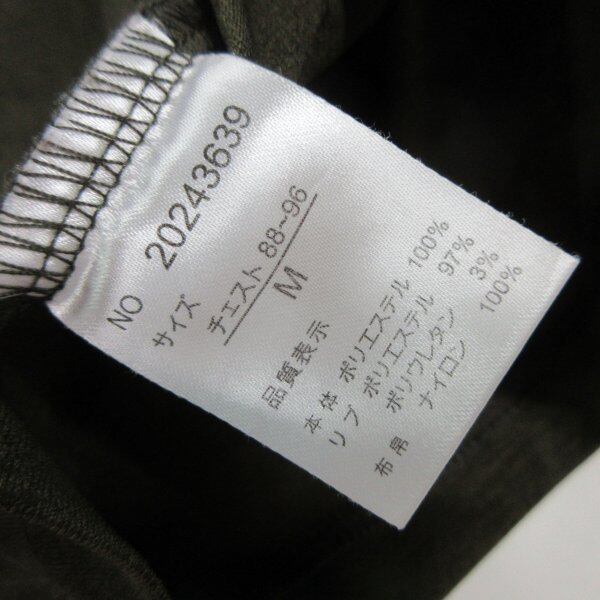 NO 20243639
サイズ
チェスト 88~96
M
品質表示
本体 ポリエステル 100%
リブ ポリエステル 97%
ポリウレタン 3%
布帛 ナイロン 100%